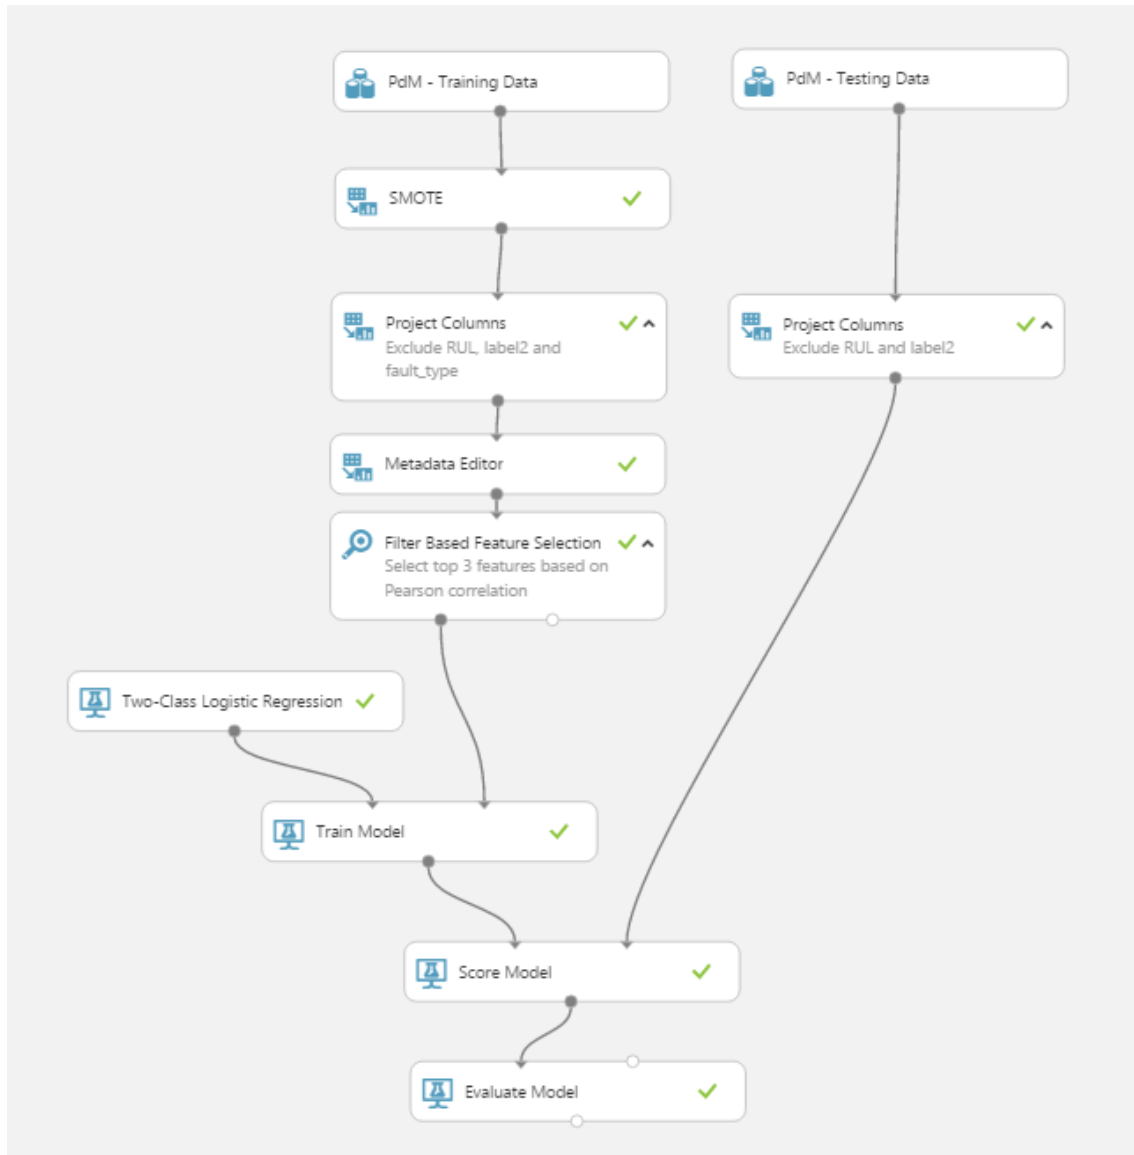 PdM - Training Data
PdM - Testing Data
SMOTE
Project Columns
Exclude RUL, label2 and
fault_type
Project Columns
Exclude RUL and label2
Metadata Editor
Filter Based Feature Selection
Select top 3 features based on
Pearson correlation
Two-Class Logistic Regression
Train Model
Score Model
Evaluate Model